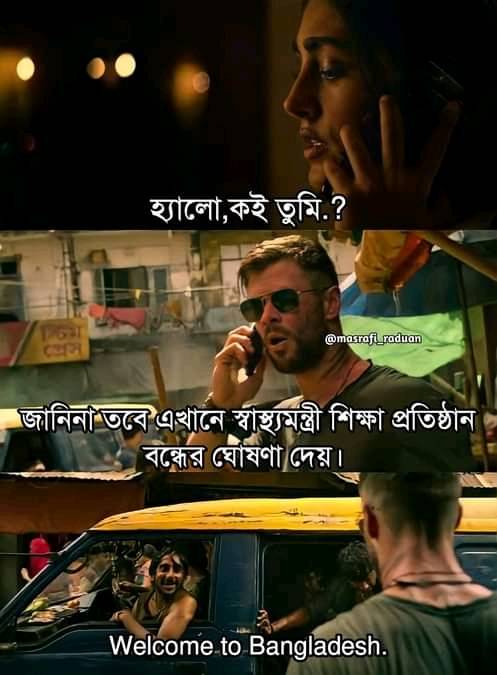 হ্যালো,কই তুমি.?
@masrafi_raduan
জানিনা তবে এখানে স্বাস্থ্যমন্ত্রী শিক্ষা প্রতিষ্ঠান
বন্ধের ঘোষণা দেয়।
Welcome to Bangladesh.